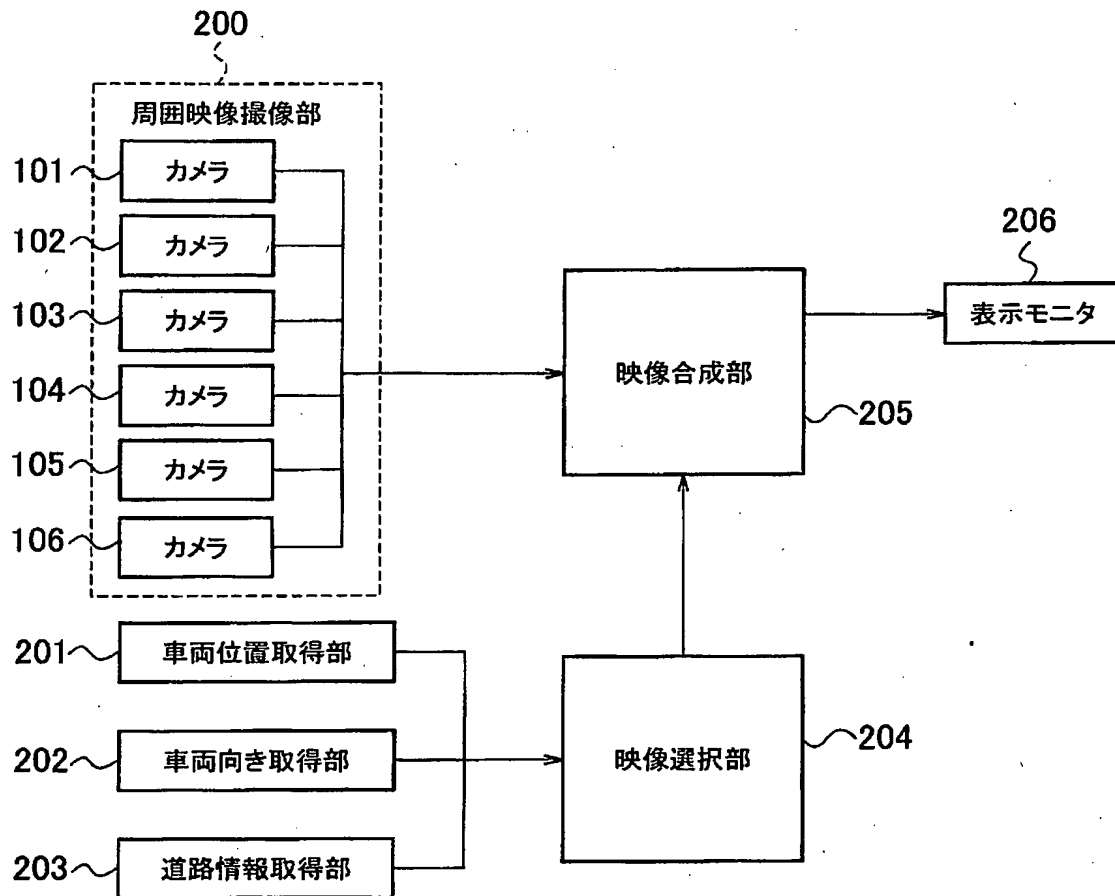 200
周囲映像撮像部
101 カメラ
102 カメラ
103 カメラ
104 カメラ
105 カメラ
106 カメラ
206
表示モニタ
映像合成部
205
201 車両位置取得部
202 車両向き取得部
203 道路情報取得部
映像選択部
204